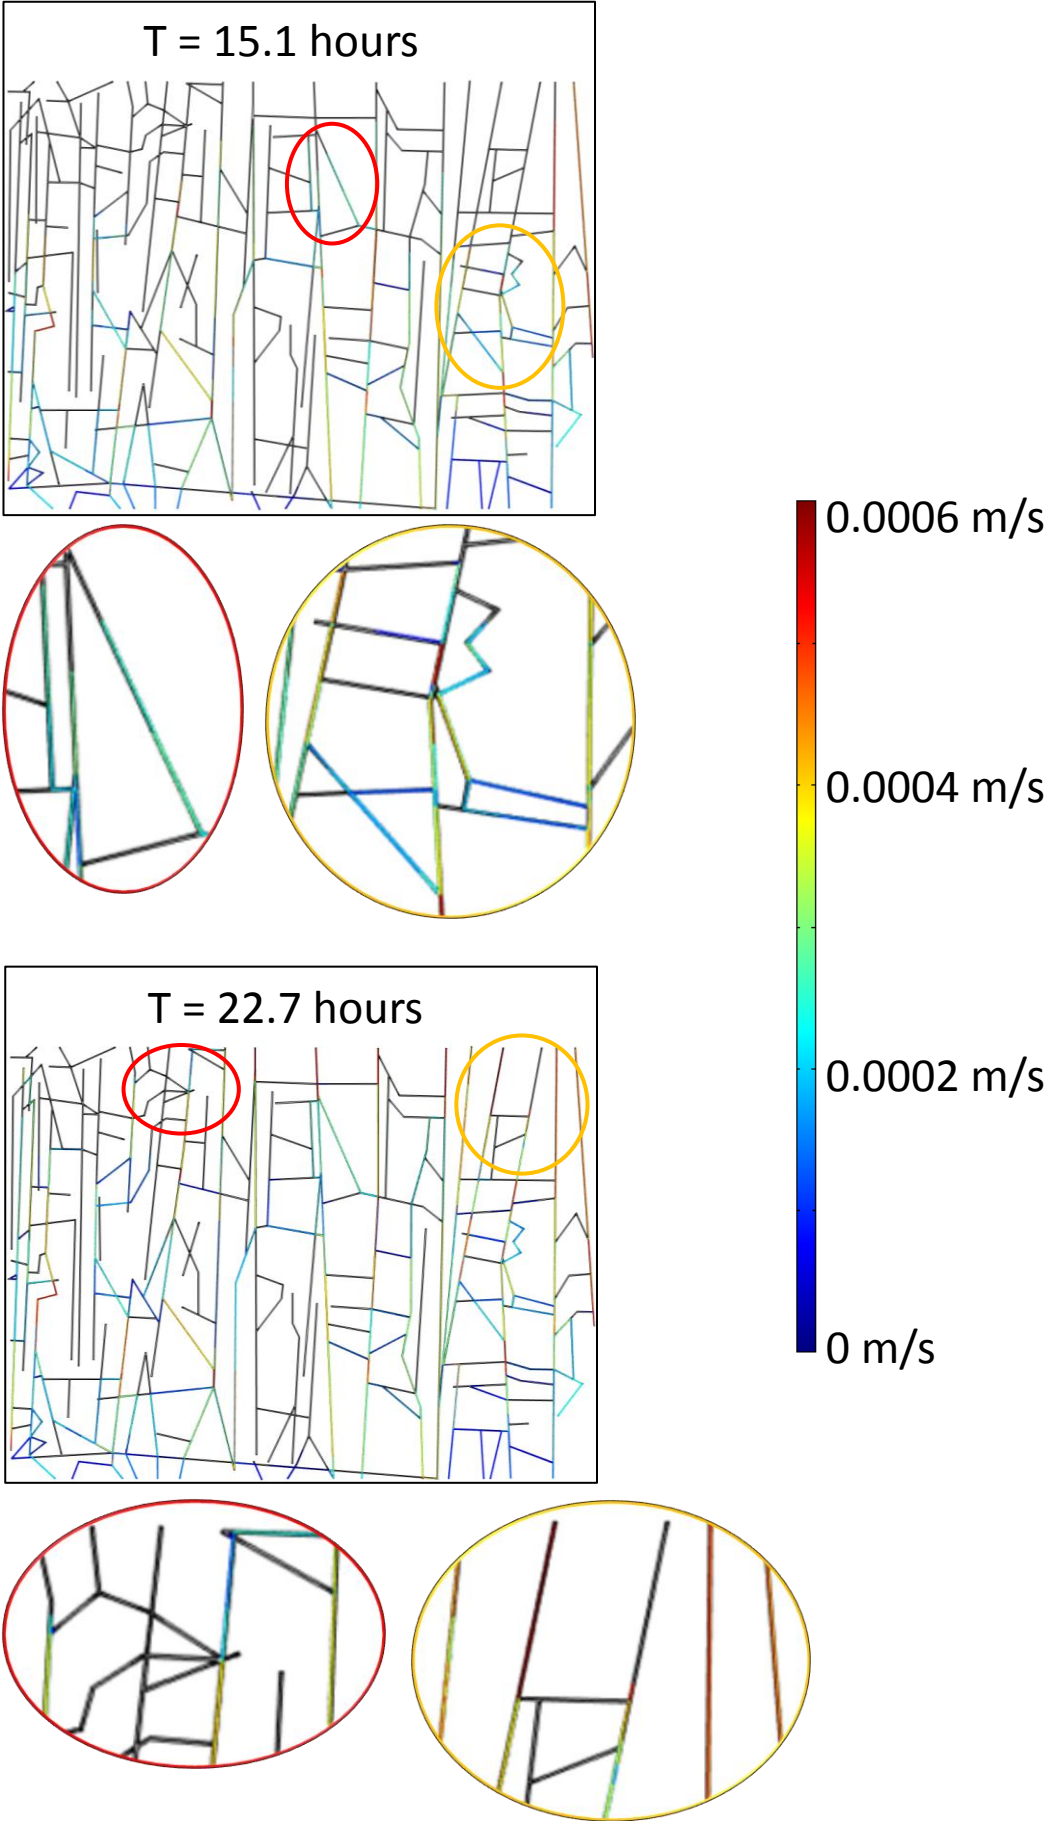 T = 15.1 hours
0.0006 m/s
0.0004 m/s
T = 22.7 hours
0.0002 m/s
0 m/s